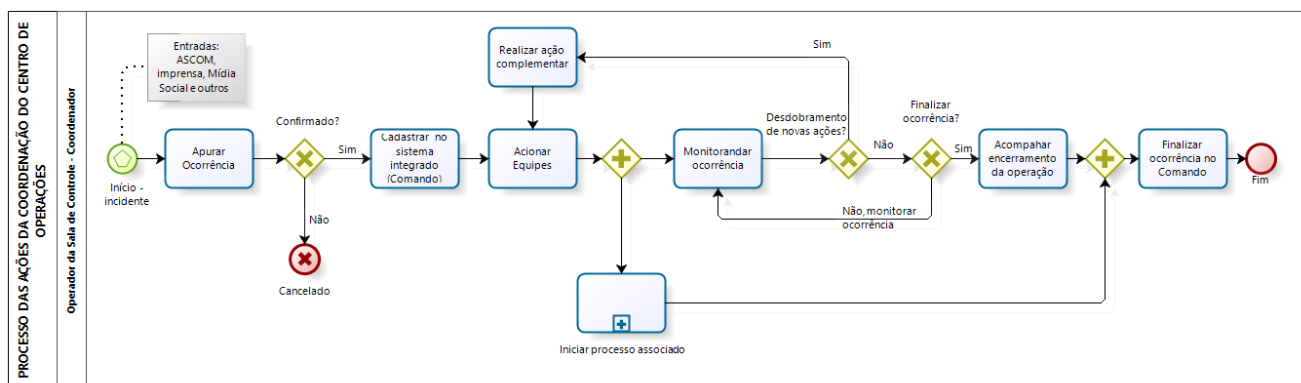 PROCESSO DAS AÇÕES DA COORDENAÇÃO DO CENTRO DE
OPERAÇÕES
Operador da Sala de Controle - Coordenador
Entradas:
ASCOM,
imprensa, Mídia
Social e outros
Início -
incidente
Apurar
Ocorrência
Confirmado?
Sim
Não
Cancelado
Cadastrar no
sistema
integrado
(Comando)
Realizar ação
complementar
Acionar
Equipes
Iniciar processo associado
Monitorandar
ocorrência
Sim
Desdobramento
de novas ações?
Não
Finalizar
ocorrência?
Sim
Não, monitorar
ocorrência
Acompahar
encerramento
da operação
Finalizar
ocorrência no
Comando
Fim